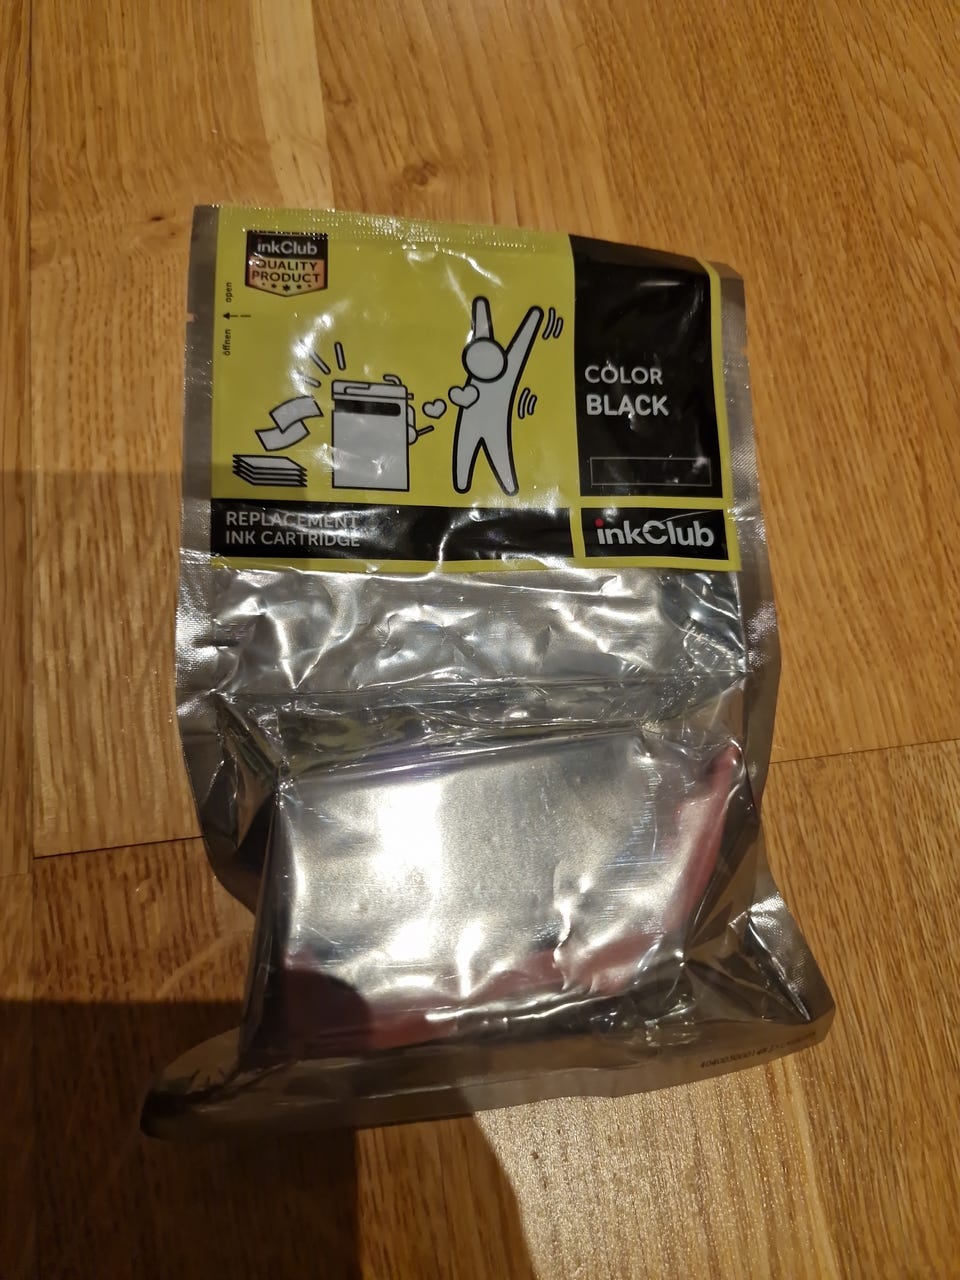 inkClub
QUALITY
PRODUCT
open
öffnen
COLOR
BLACK
REPLACEMENT
INK CARTRIDGE
inkClub